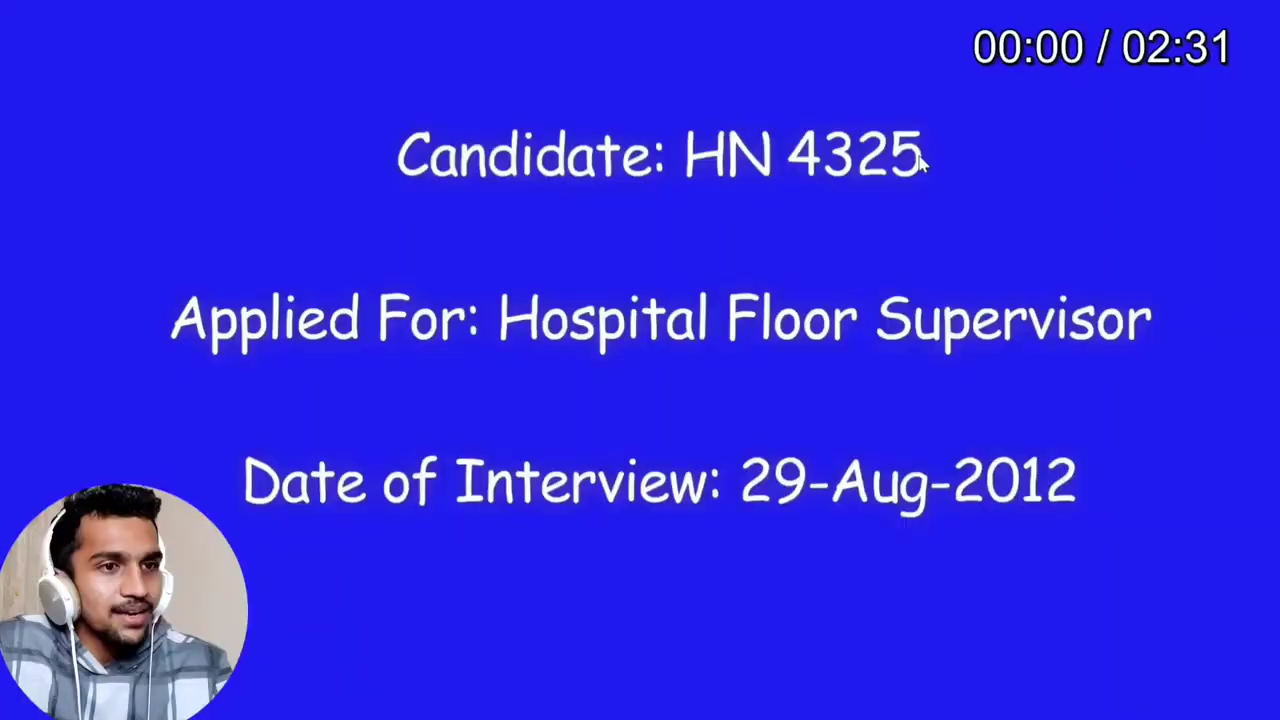 00:00 / 02:31
Candidate: HN 4325
Applied For: Hospital Floor Supervisor
Date of Interview: 29-Aug-2012